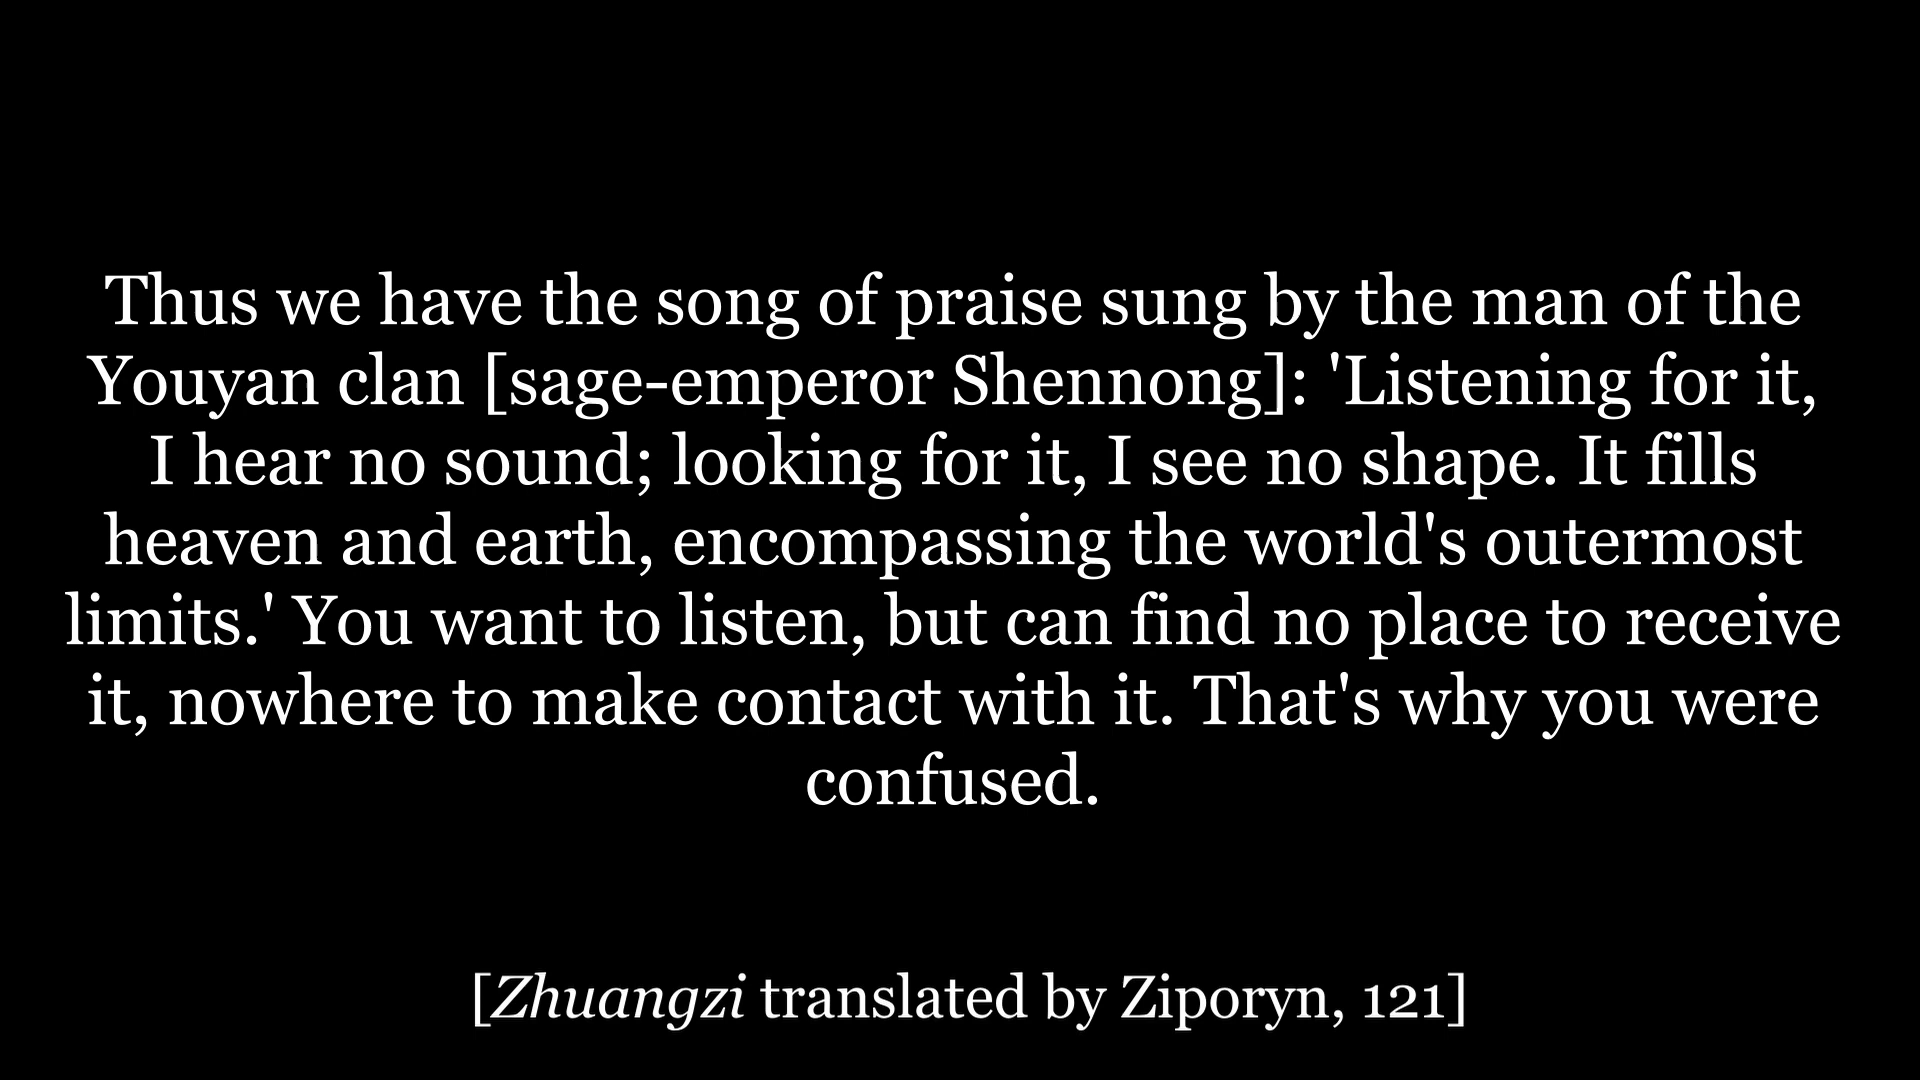 Thus we have the song of praise sung by the man of the
Youyan clan [sage-emperor Shennong]: 'Listening for it,
I hear no sound; looking for it, I see no shape. It fills
heaven and earth, encompassing the world's outermost
limits.' You want to listen, but can find no place to receive
it, nowhere to make contact with it. That's why you were
confused.
[Zhuangzi translated by Ziporyn, 121]